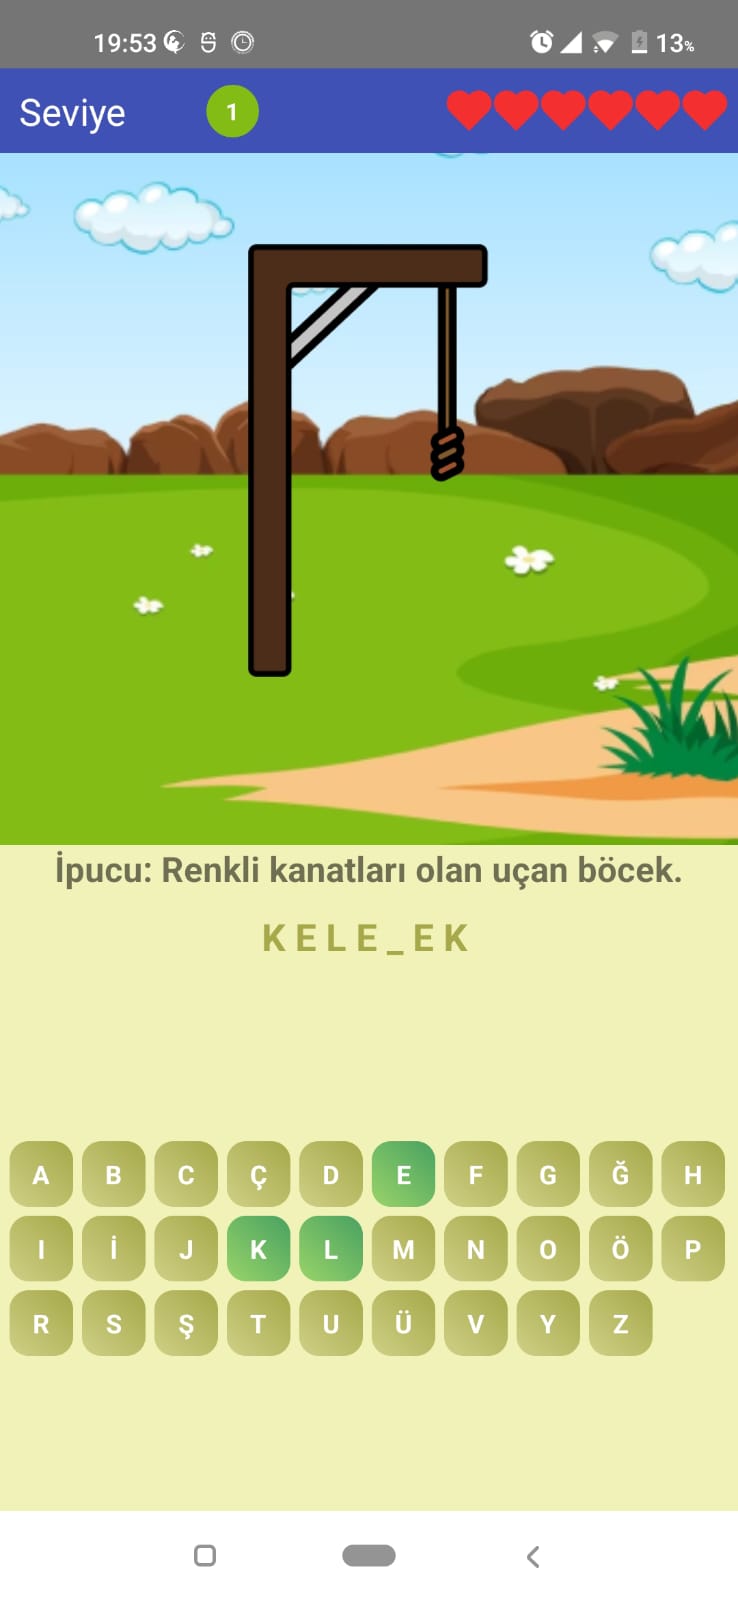 19:53 13%
Seviye 1
İpucu: Renkli kanatları olan uçan böcek.
K E L E _ E K
A B C Ç D E F G Ğ H
I İ J K L M N O Ö P
R S Ş T U Ü V Y Z